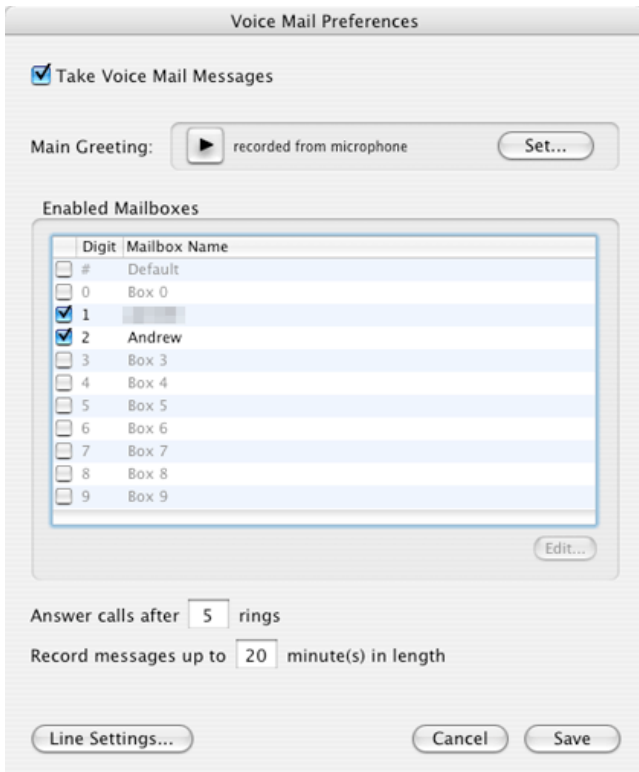 Voice Mail Preferences
Take Voice Mail Messages
Main Greeting: recorded from microphone Set...
Enabled Mailboxes
Digit Mailbox Name
# Default
0 Box 0
1
2 Andrew
3 Box 3
4 Box 4
5 Box 5
6 Box 6
7 Box 7
8 Box 8
9 Box 9
Edit...
Answer calls after 5 rings
Record messages up to 20 minute(s) in length
Line Settings... Cancel Save